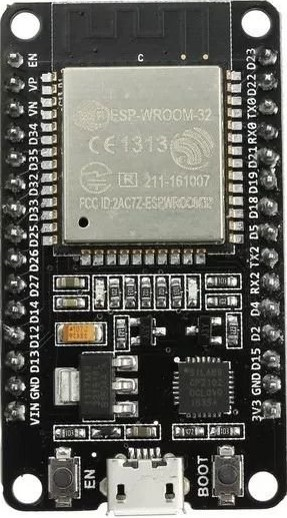 C
EN
VP
VN
D34
D35
D32
D33
D25
D26
D27
D14
D12
D13
GND
VIN
ESP-WROOM-32
CE1313
R 211-161007
FCC ID:2AC7Z-ESPWROOM32
D23
D22
TX0
RX0
D21
D19
D18
D5
TX2
RX2
D4
D2
D15
GND
3V3
SILABS
CP2102
EN
BOOT